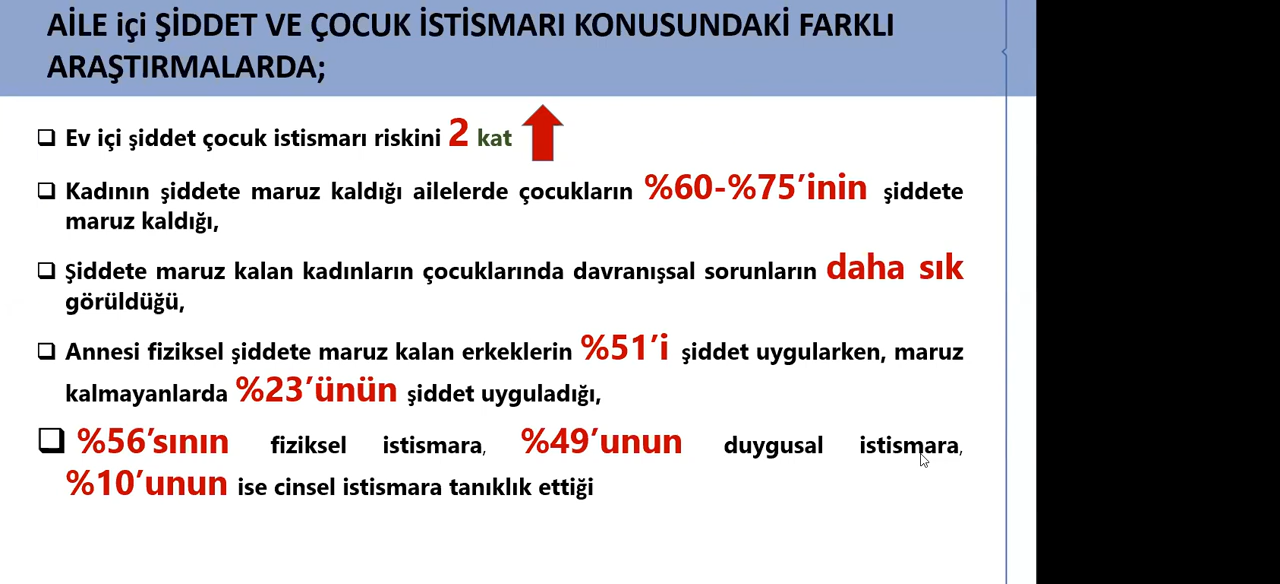 AİLE içi ŞİDDET VE ÇOCUK İSTİSMARI KONUSUNDAKİ FARKLI
ARAŞTIRMALARDA;
Ev içi şiddet çocuk istismarı riskini 2 kat
Kadının şiddete maruz kaldığı ailelerde çocukların %60-%75’inin şiddete
maruz kaldığı,
Şiddete maruz kalan kadınların çocuklarında davranışsal sorunların daha sık
görüldüğü,
Annesi fiziksel şiddete maruz kalan erkeklerin %51’i şiddet uygularken, maruz
kalmayanlarda %23’ünün şiddet uyguladığı,
%56’sının fiziksel istismara, %49’unun duygusal istismara,
%10’unun ise cinsel istismara tanıklık ettiği